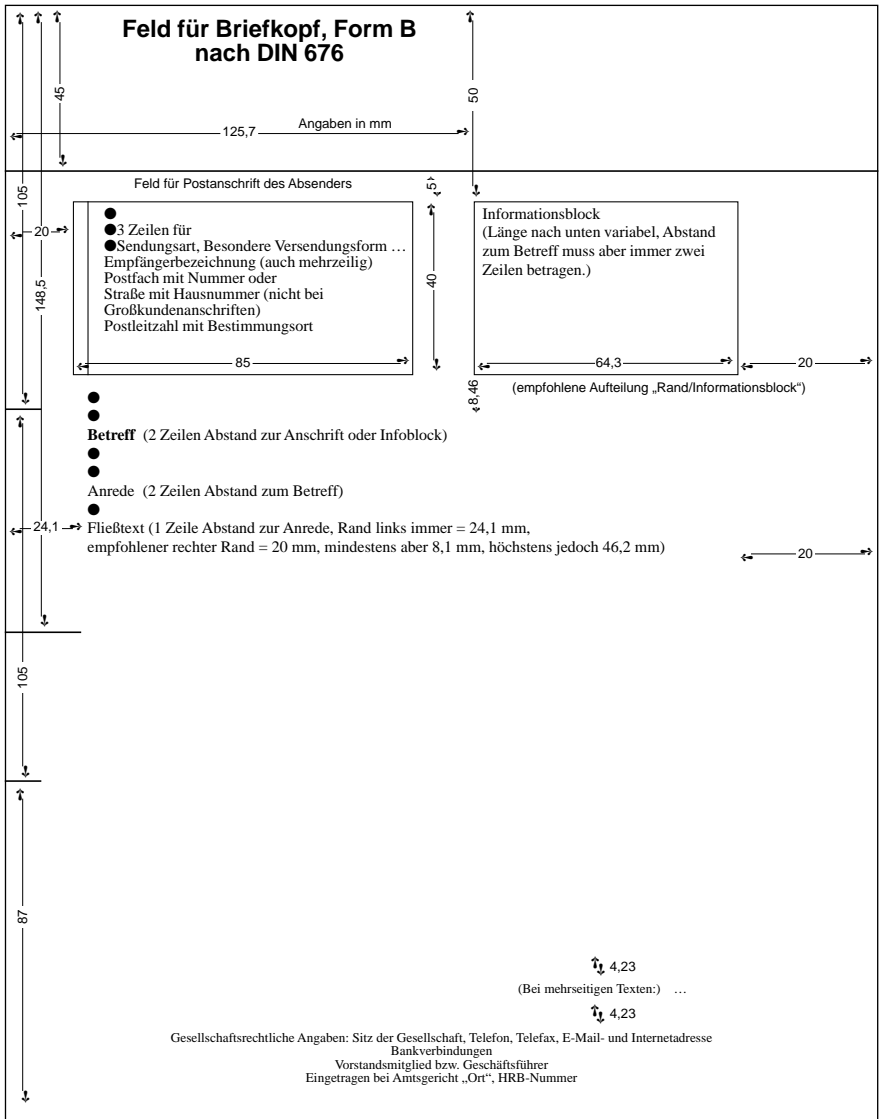 Feld für Briefkopf, Form B
nach DIN 676
45
50
125,7
Angaben in mm
105
Feld für Postanschrift des Absenders
5
20
●
●3 Zeilen für
●Sendungsart, Besondere Versendungsform …
Empfängerbezeichnung (auch mehrzeilig)
Postfach mit Nummer oder
Straße mit Hausnummer (nicht bei
Großkundenanschriften)
Postleitzahl mit Bestimmungsort
40
Informationsblock
(Länge nach unten variabel, Abstand
zum Betreff muss aber immer zwei
Zeilen betragen.)
148,5
85
64,3
20
8,46
(empfohlene Aufteilung „Rand/Informationsblock“)
●
●
Betreff (2 Zeilen Abstand zur Anschrift oder Infoblock)
●
●
Anrede (2 Zeilen Abstand zum Betreff)
●
24,1
Fließtext (1 Zeile Abstand zur Anrede, Rand links immer = 24,1 mm,
empfohlener rechter Rand = 20 mm, mindestens aber 8,1 mm, höchstens jedoch 46,2 mm)
20
105
87
4,23
(Bei mehrseitigen Texten:) …
4,23
Gesellschaftsrechtliche Angaben: Sitz der Gesellschaft, Telefon, Telefax, E-Mail- und Internetadresse
Bankverbindungen
Vorstandsmitglied bzw. Geschäftsführer
Eingetragen bei Amtsgericht „Ort“, HRB-Nummer